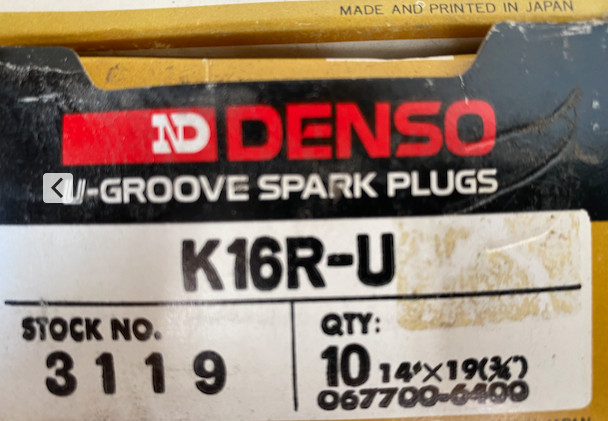 MADE AND PRINTED IN JAPAN
ND DENSO
U-GROOVE SPARK PLUGS
K16R-U
STOCK NO.
3119
QTY:
10 14'×19(¾")
067700-6400